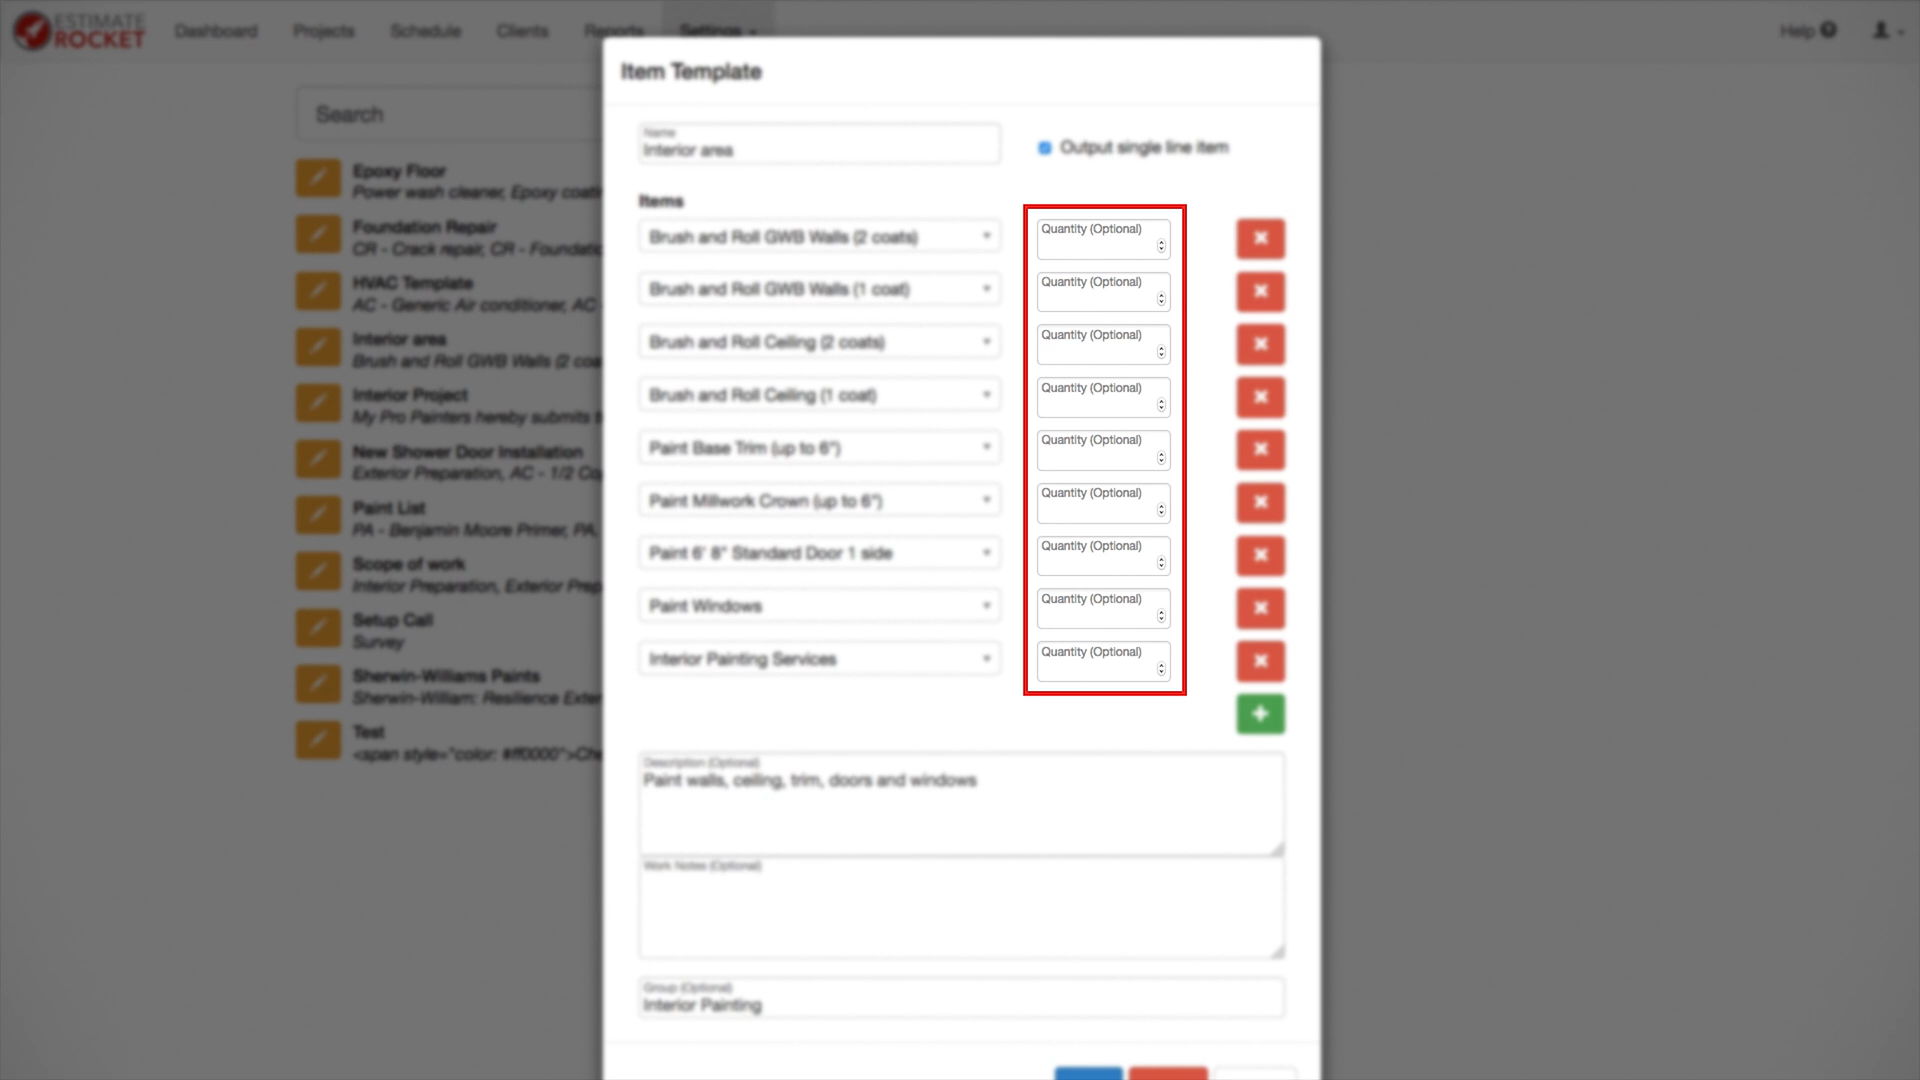 ESTIMATE
ROCKET
Dashboard
Projects
Schedule
Clients
Reports
Settings
Help
Item Template
Search
Name
Interior area
Output single line item
Epoxy Floor
Power wash cleaner, Epoxy coatin
Foundation Repair
CR - Crack repair, CR - Foundatic
HVAC Template
AC - Generic Air conditioner, AC -
Interior area
Brush and Roll GWB Walls (2 coa
Interior Project
My Pro Painters hereby submits t
New Shower Door Installation
Exterior Preparation, AC - 1/2 Co
Paint List
PA - Benjamin Moore Primer, PA
Scope of work
Interior Preparation, Exterior Prep
Setup Call
Survey
Sherwin-Williams Paints
Sherwin-William: Resilience Exter
Test
<span style="color: #ff0000">Che
Items
Brush and Roll GWB Walls (2 coats)
Quantity (Optional)
Brush and Roll GWB Walls (1 coat)
Quantity (Optional)
Brush and Roll Ceiling (2 coats)
Quantity (Optional)
Brush and Roll Ceiling (1 coat)
Quantity (Optional)
Paint Base Trim (up to 6")
Quantity (Optional)
Paint Millwork Crown (up to 6")
Quantity (Optional)
Paint 6' 8" Standard Door 1 side
Quantity (Optional)
Paint Windows
Quantity (Optional)
Interior Painting Services
Quantity (Optional)
Description (Optional)
Paint walls, ceiling, trim, doors and windows
Work Notes (Optional)
Group (Optional)
Interior Painting